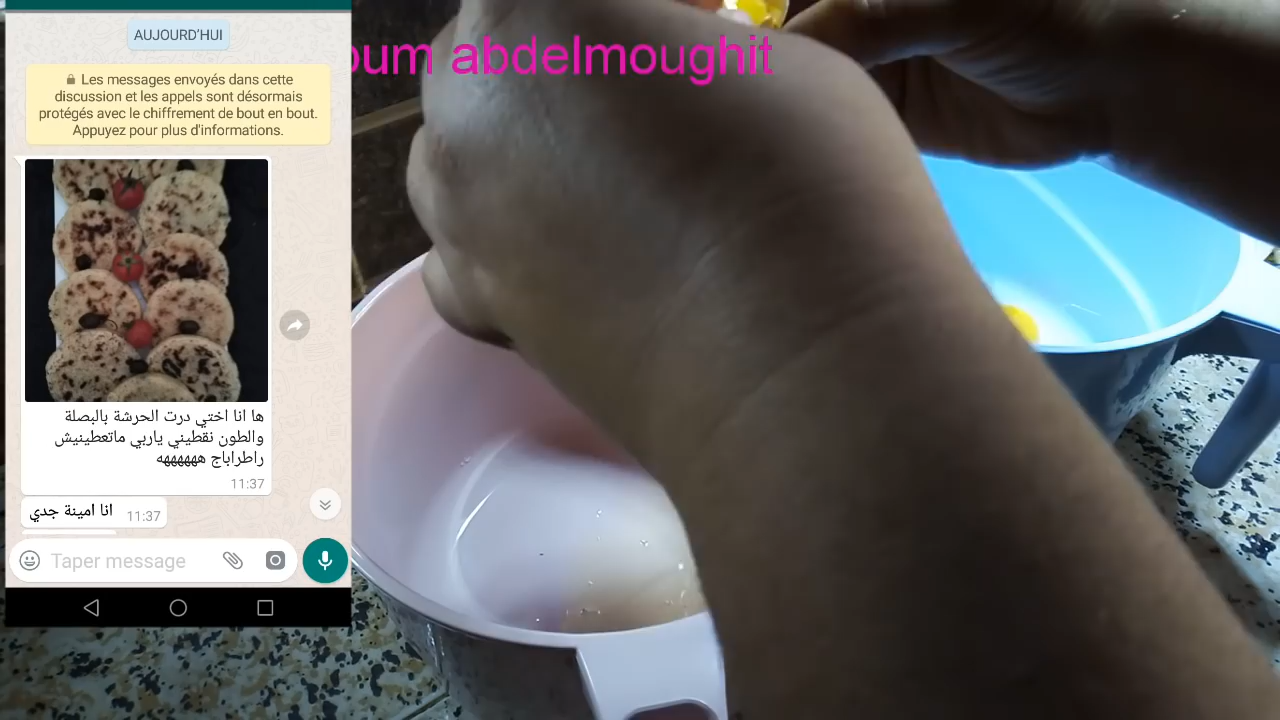 AUJOURD'HUI
Les messages envoyés dans cette
discussion et les appels sont désormais
protégés avec le chiffrement de bout en bout.
Appuyez pour plus d'informations.
ها انا اختي درت الحرشة بالبصلة
والطون نقطيني ياربي ماتعطينيش
راطراباج ههههههه
11:37
انا امينة جدي 11:37
Taper message
oum abdelmoughit